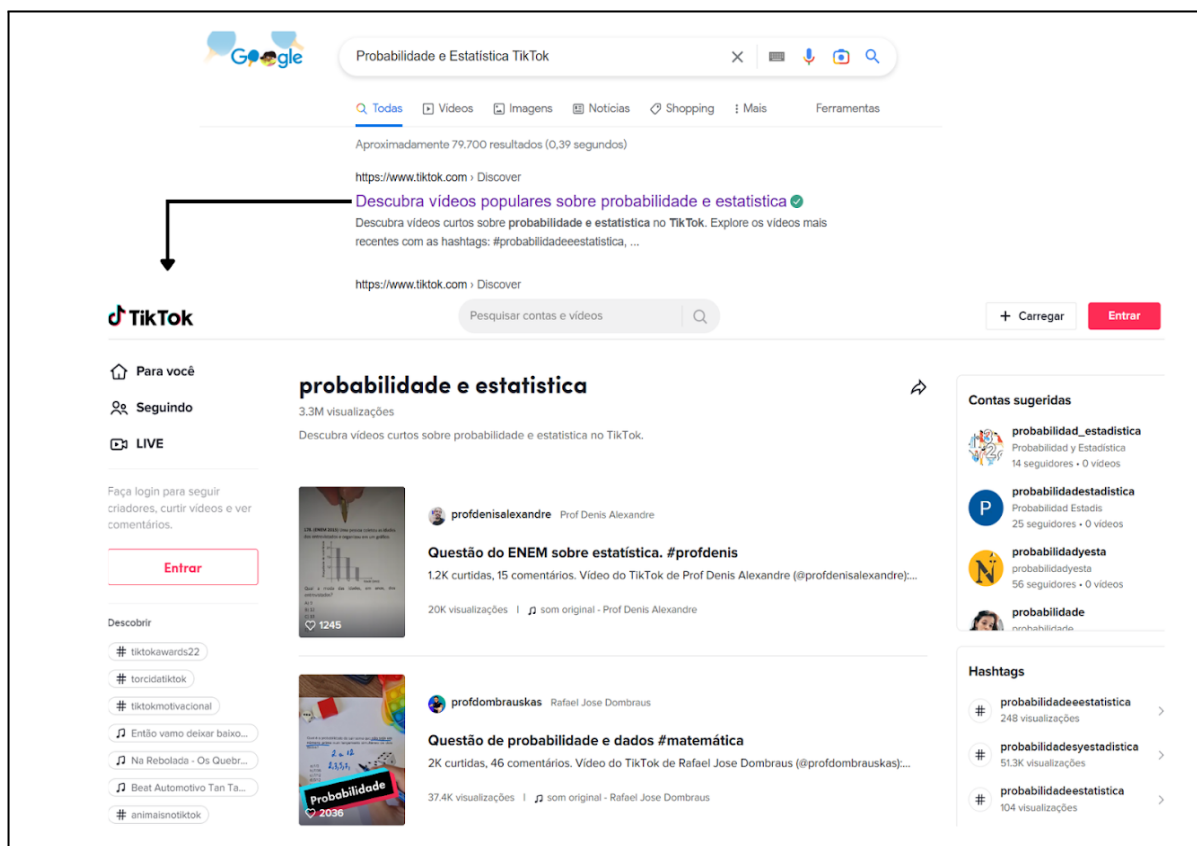 Google
Probabilidade e Estatística TikTok
Todas Vídeos Imagens Notícias Shopping Mais Ferramentas
Aproximadamente 79.700 resultados (0,39 segundos)
https://www.tiktok.com › Discover
Descubra vídeos populares sobre probabilidade e estatistica
Descubra vídeos curtos sobre probabilidade e estatistica no TikTok. Explore os vídeos mais
recentes com as hashtags: #probabilidadeeestatistica, ...
https://www.tiktok.com › Discover
TikTok
Pesquisar contas e vídeos
+ Carregar
Entrar
Para você
Seguindo
LIVE
Faça login para seguir
criadores, curtir vídeos e ver
comentários.
Entrar
Descobrir
# tiktokawards22
# torcidatiktok
# tiktokmotivacional
Então vamo deixar baixo...
Na Rebolada - Os Quebr...
Beat Automotivo Tan Ta...
# animaisnotiktok
probabilidade e estatistica
3.3M visualizações
Descubra vídeos curtos sobre probabilidade e estatistica no TikTok.
1245
profdenisalexandre Prof Denis Alexandre
Questão do ENEM sobre estatística. #profdenis
1.2K curtidas, 15 comentários. Vídeo do TikTok de Prof Denis Alexandre (@profdenisalexandre):...
20K visualizações | som original - Prof Denis Alexandre
Probabilidade
2036
profdombrauskas Rafael Jose Dombraus
Questão de probabilidade e dados #matemática
2K curtidas, 46 comentários. Vídeo do TikTok de Rafael Jose Dombraus (@profdombrauskas):...
37.4K visualizações | som original - Rafael Jose Dombraus
Contas sugeridas
probabilidad_estadistica
Probabilidad y Estadística
14 seguidores • 0 vídeos
P
probabilidadestadistica
Probabilidad Estadis
25 seguidores • 0 vídeos
N
probabilidadyesta
probabilidadyesta
56 seguidores • 0 vídeos
probabilidade
probabilidade
Hashtags
# probabilidadeeestatistica
248 visualizações
# probabilidadesyestadistica
51.3K visualizações
# probabilidadeestatistica
104 visualizações